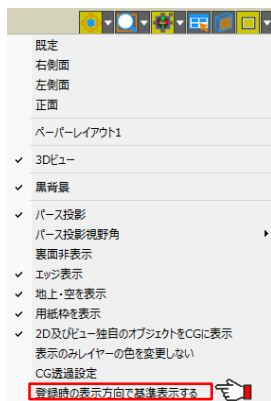 既定
右側面
左側面
正面
ペーパーレイアウト1
3Dビュー
黒背景
パース投影
パース投影視野角
裏面非表示
エッジ表示
地上・空を表示
用紙枠を表示
2D及びビュー独自のオブジェクトをCGに表示
表示のみレイヤーの色を変更しない
CG透過設定
登録時の表示方向で基準表示する